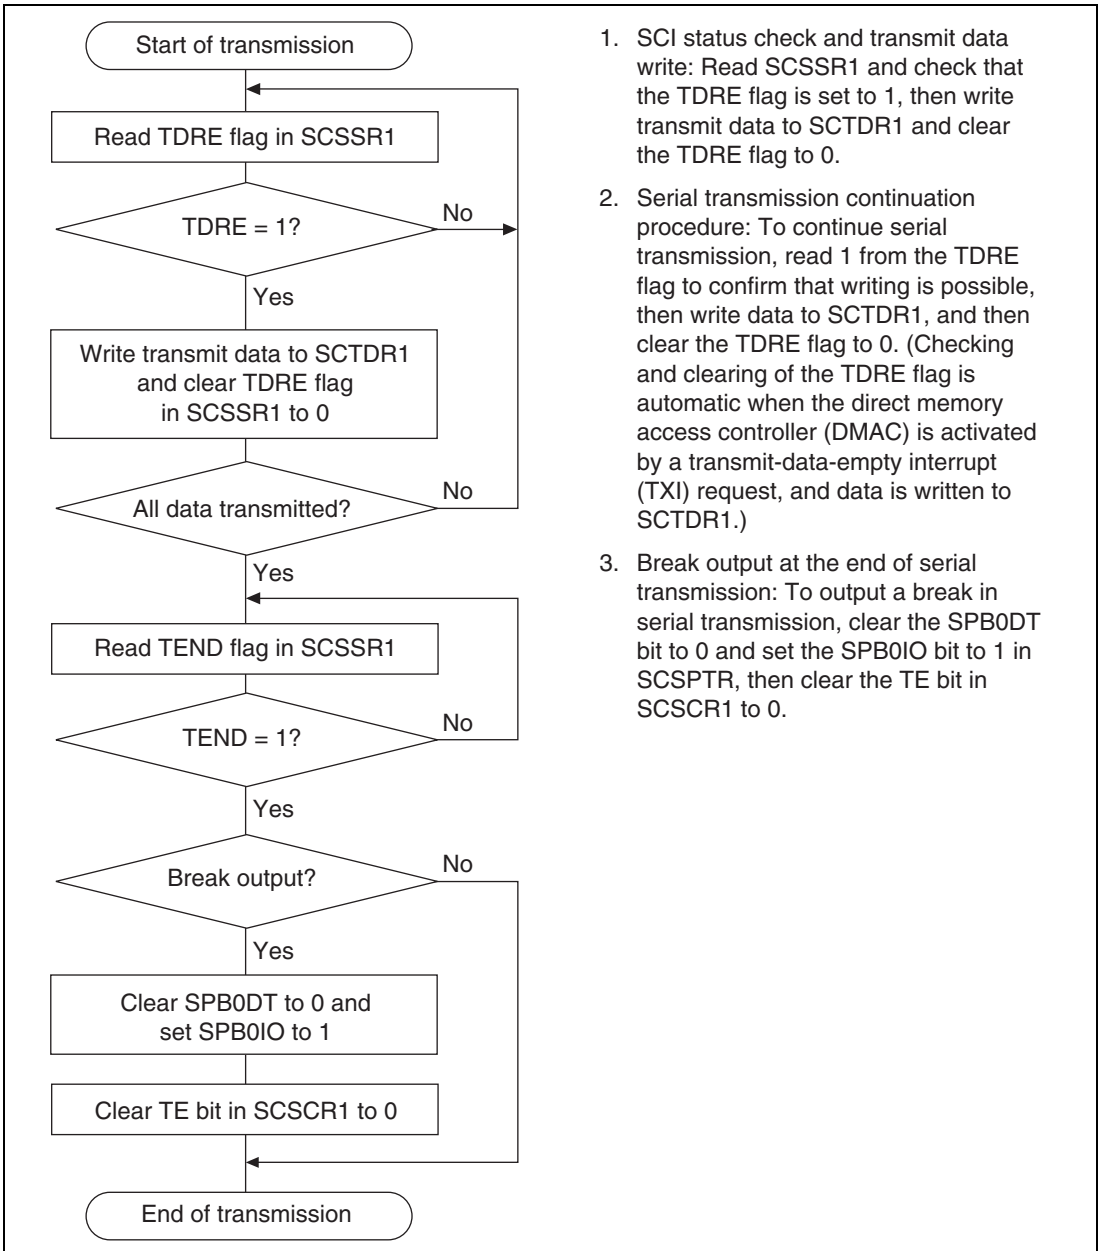 Start of transmission
Read TDRE flag in SCSSR1
TDRE = 1?
No
Yes
Write transmit data to SCTDR1
and clear TDRE flag
in SCSSR1 to 0
All data transmitted?
No
Yes
Read TEND flag in SCSSR1
TEND = 1?
No
Yes
Break output?
No
Yes
Clear SPB0DT to 0 and
set SPB0IO to 1
Clear TE bit in SCSCR1 to 0
End of transmission
1. SCI status check and transmit data
write: Read SCSSR1 and check that
the TDRE flag is set to 1, then write
transmit data to SCTDR1 and clear
the TDRE flag to 0.
2. Serial transmission continuation
procedure: To continue serial
transmission, read 1 from the TDRE
flag to confirm that writing is possible,
then write data to SCTDR1, and then
clear the TDRE flag to 0. (Checking
and clearing of the TDRE flag is
automatic when the direct memory
access controller (DMAC) is activated
by a transmit-data-empty interrupt
(TXI) request, and data is written to
SCTDR1.)
3. Break output at the end of serial
transmission: To output a break in
serial transmission, clear the SPB0DT
bit to 0 and set the SPB0IO bit to 1 in
SCSPTR, then clear the TE bit in
SCSCR1 to 0.